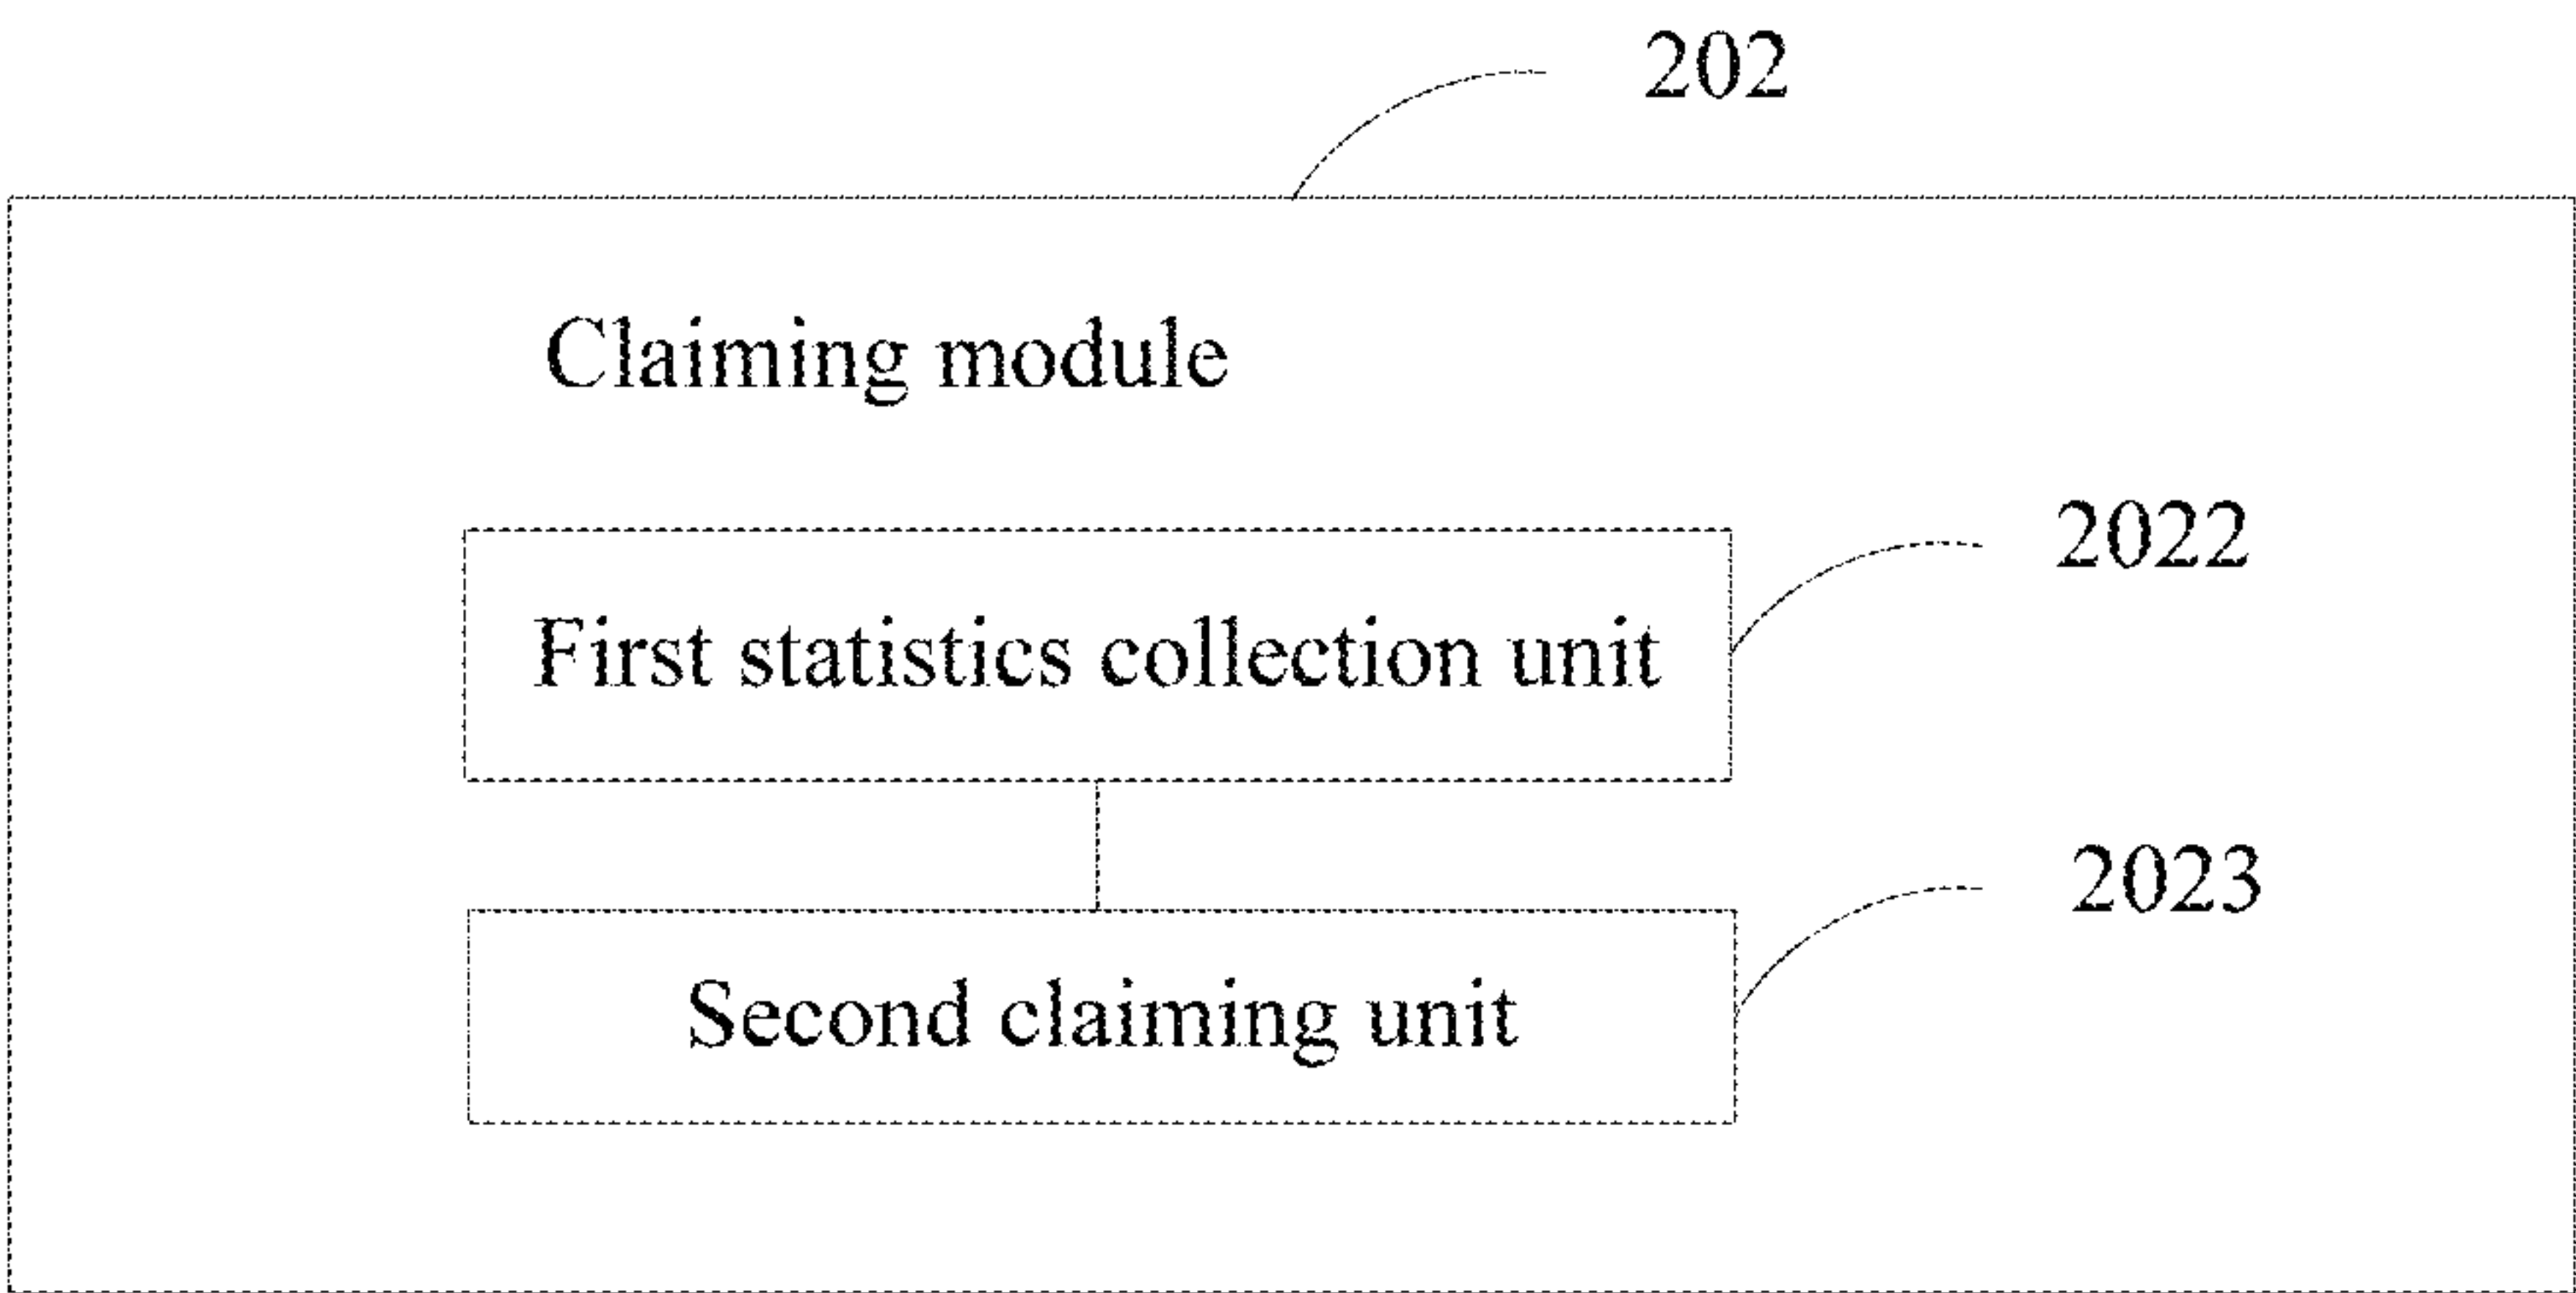 202
Claiming module
2022
First statistics collection unit
2023
Second claiming unit